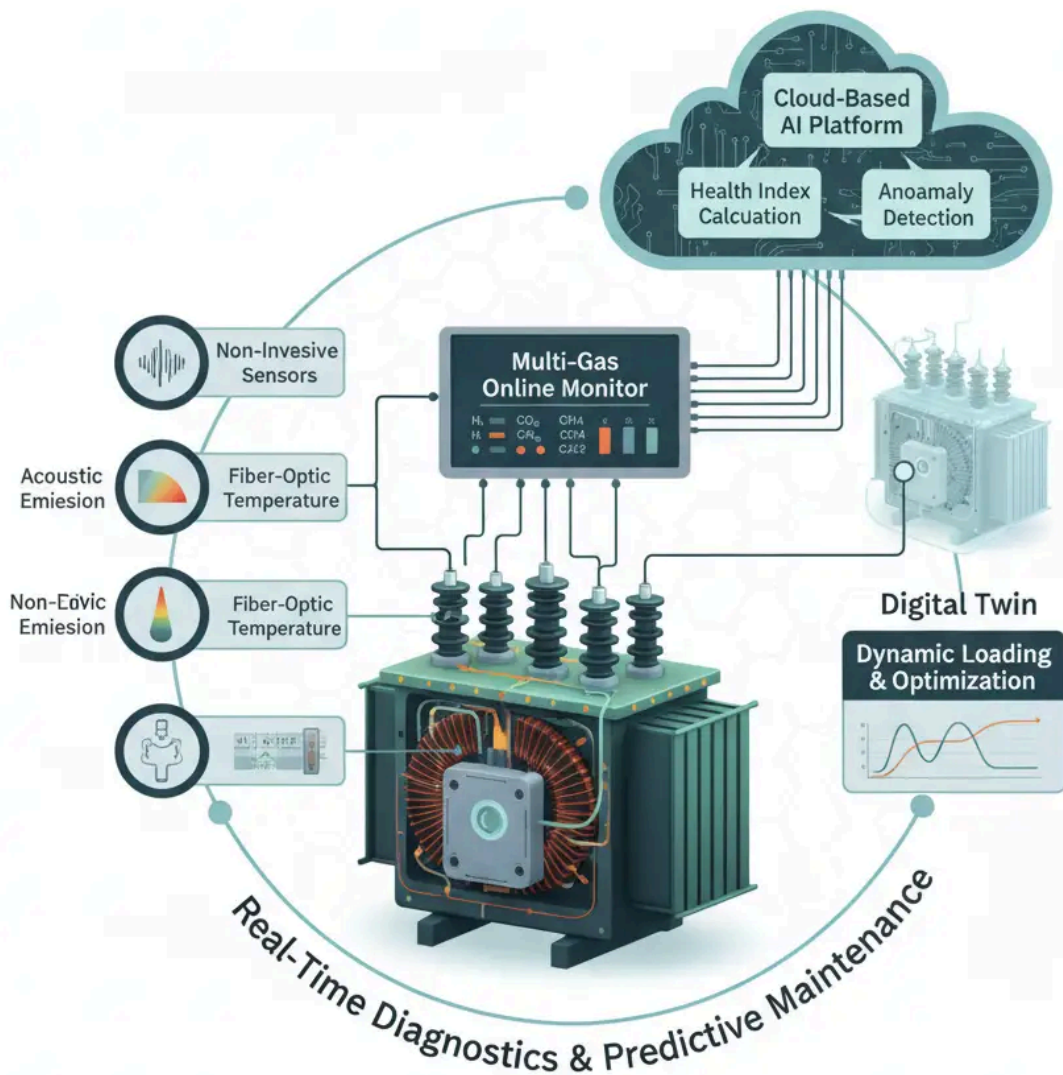 Cloud-Based
AI Platform
Health Index
Calcuation
Anoamaly
Detection
Non-Invesive
Sensors
Multi-Gas
Online Monitor
Acoustic
Emiesion
Fiber-Optic
Temperature
Non-
Emiesion
Fiber-Optic
Temperature
Digital Twin
Dynamic Loading
& Optimization
Real-Time Diagnostics & Predictive Maintenance